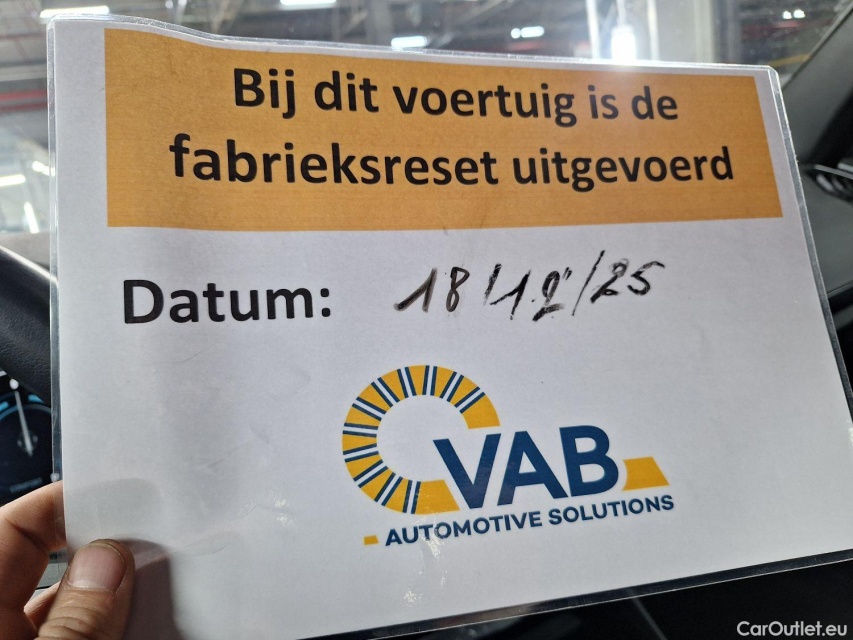 Bij dit voertuig is de
fabrieksreset uitgevoerd
Datum: 18/12/25
VAB
AUTOMOTIVE SOLUTIONS
CarOutlet.eu